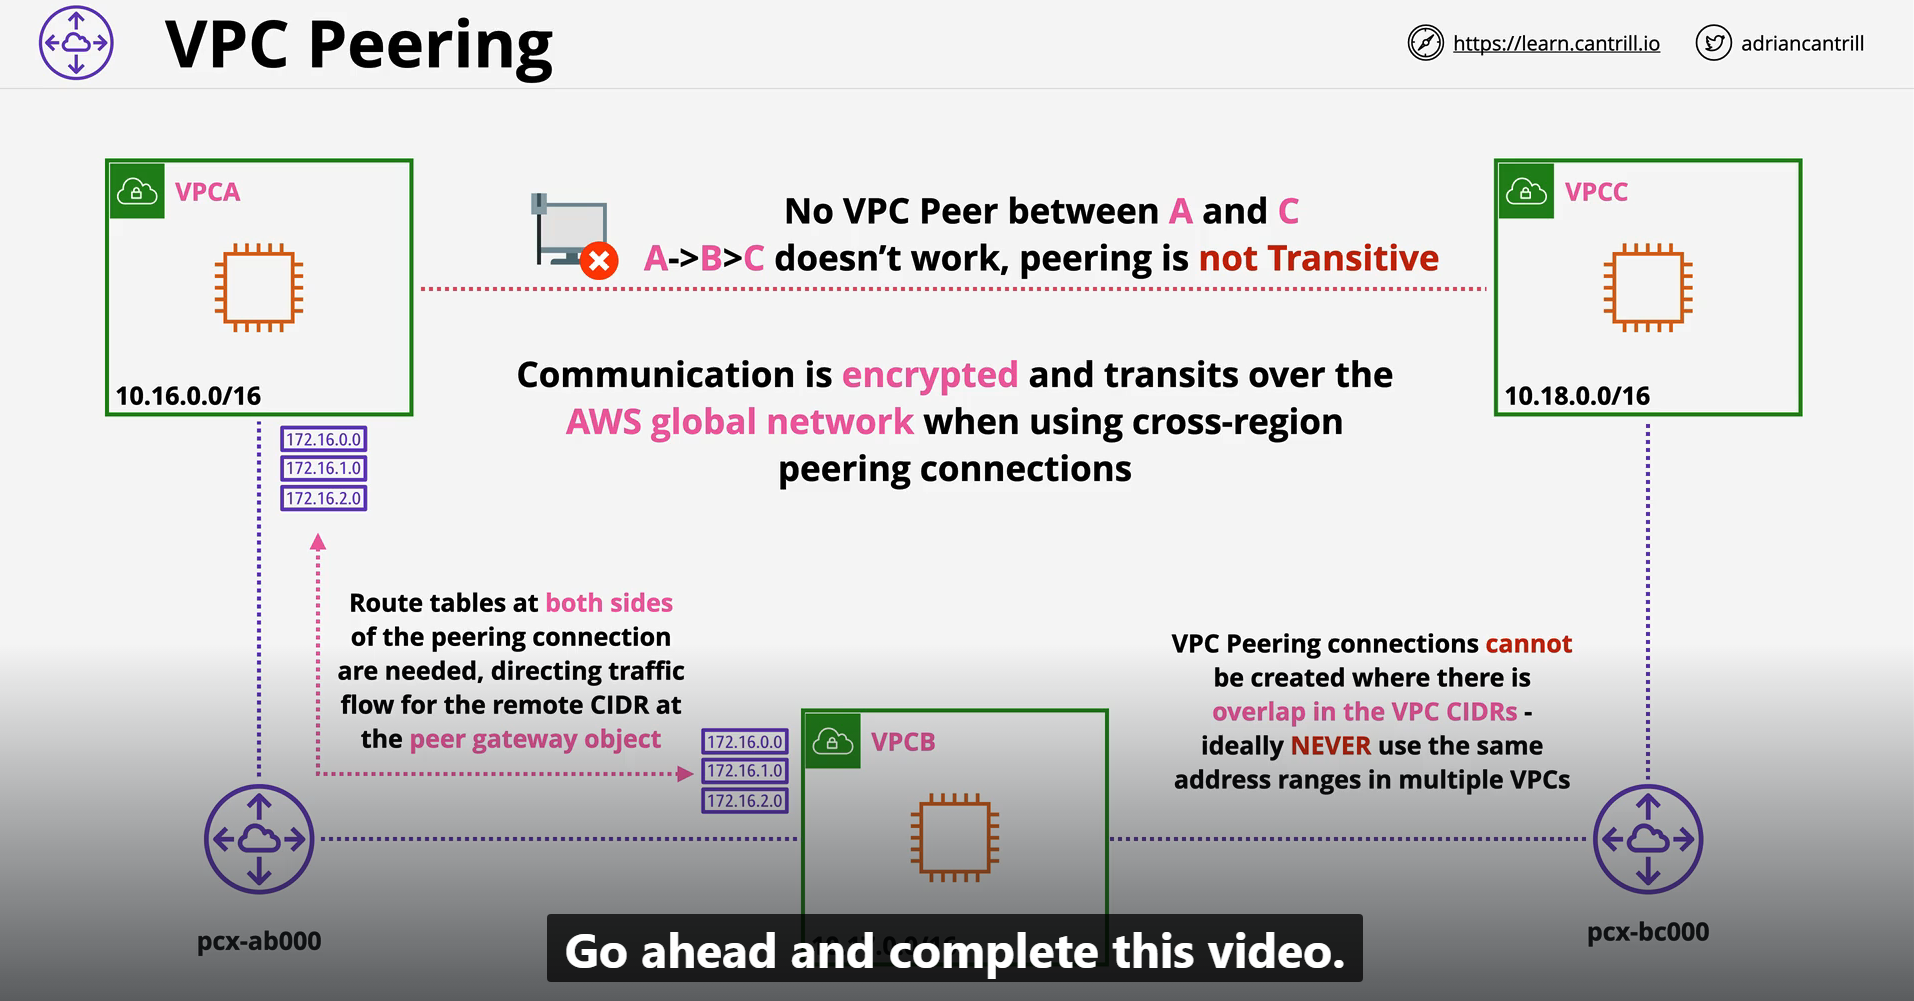 VPC Peering
https://learn.cantrill.io
adriancantrill
VPCA
10.16.0.0/16
No VPC Peer between A and C
A->B>C doesn’t work, peering is not Transitive
VPCC
10.18.0.0/16
Communication is encrypted and transits over the
AWS global network when using cross-region
peering connections
172.16.0.0
172.16.1.0
172.16.2.0
Route tables at both sides
of the peering connection
are needed, directing traffic
flow for the remote CIDR at
the peer gateway object
172.16.0.0
172.16.1.0
172.16.2.0
VPCB
VPC Peering connections cannot
be created where there is
overlap in the VPC CIDRs -
ideally NEVER use the same
address ranges in multiple VPCs
pcx-ab000
pcx-bc000
Go ahead and complete this video.